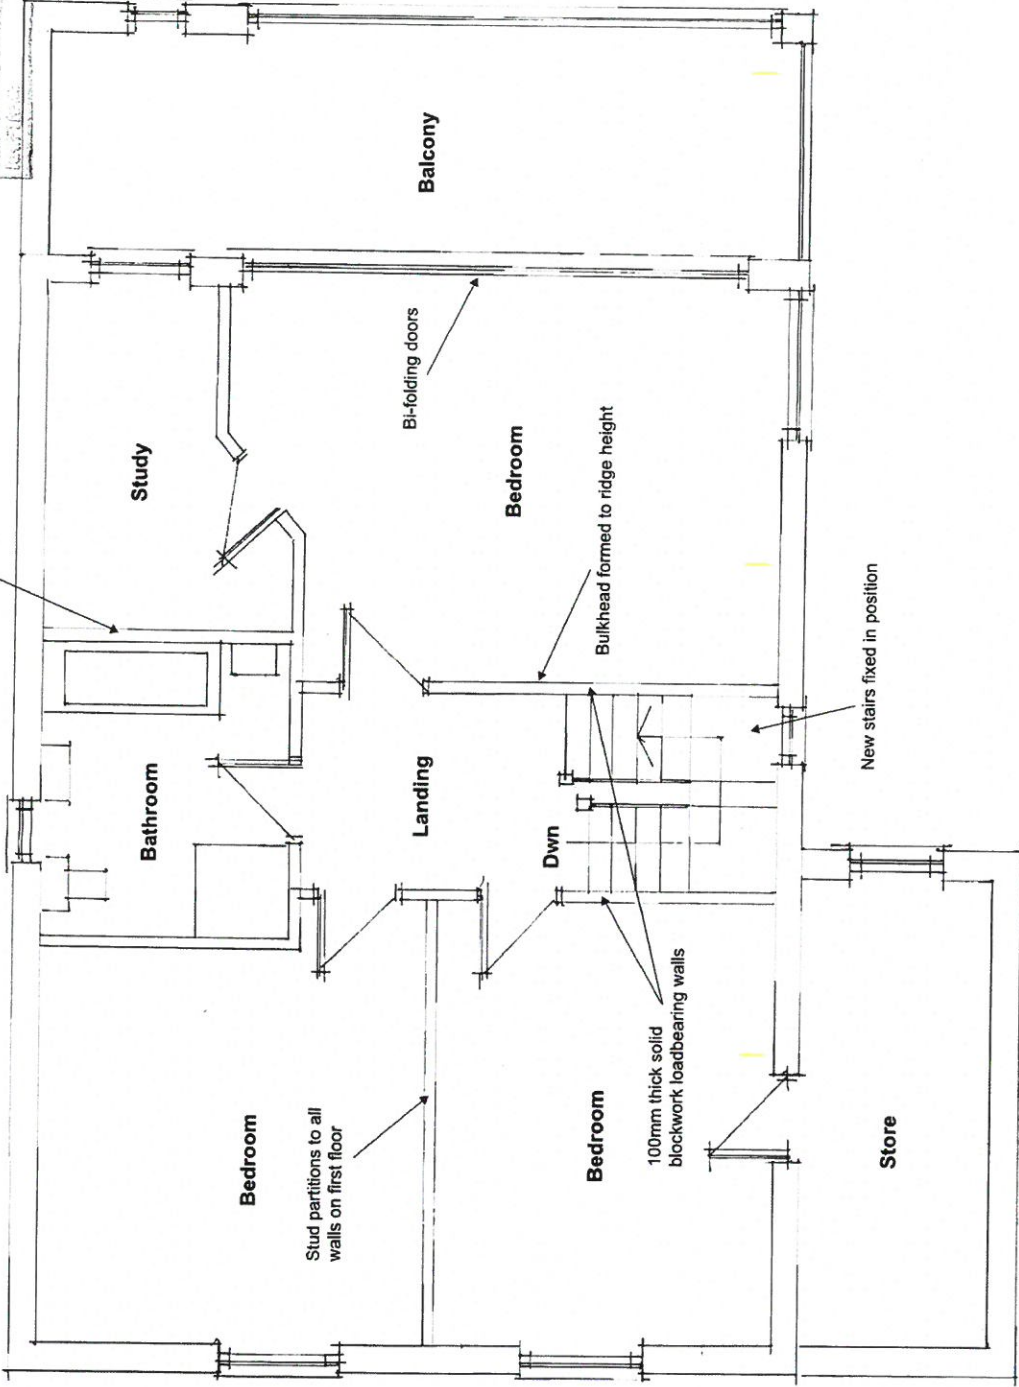 Balcony
Study
Bi-folding doors
Bedroom
Bulkhead formed to ridge height
Bathroom
Landing
Dwn
New stairs fixed in position
Bedroom
Stud partitions to all
walls on first floor
Bedroom
100mm thick solid
blockwork loadbearing walls
Store